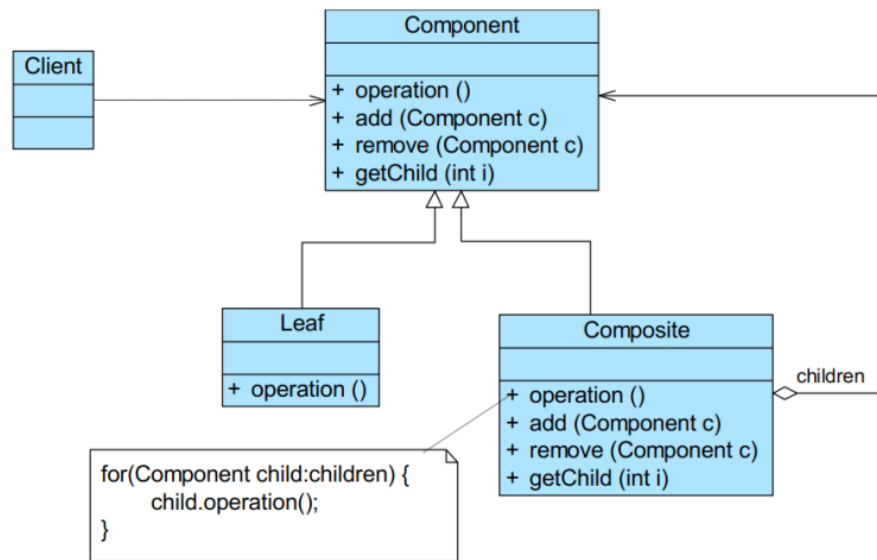 Component
Client
+ operation ()
+ add (Component c)
+ remove (Component c)
+ getChild (int i)
Leaf
+ operation ()
Composite
+ operation ()
+ add (Component c)
+ remove (Component c)
+ getChild (int i)
children
for(Component child:children) {
child.operation();
}